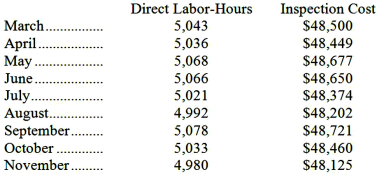 Direct Labor-Hours Inspection Cost
March................. 5,043 $48,500
April.................... 5,036 $48,449
May .................... 5,068 $48,677
June .................... 5,066 $48,650
July..................... 5,021 $48,374
August................ 4,992 $48,202
September.......... 5,078 $48,721
October .............. 5,033 $48,460
November.......... 4,980 $48,125